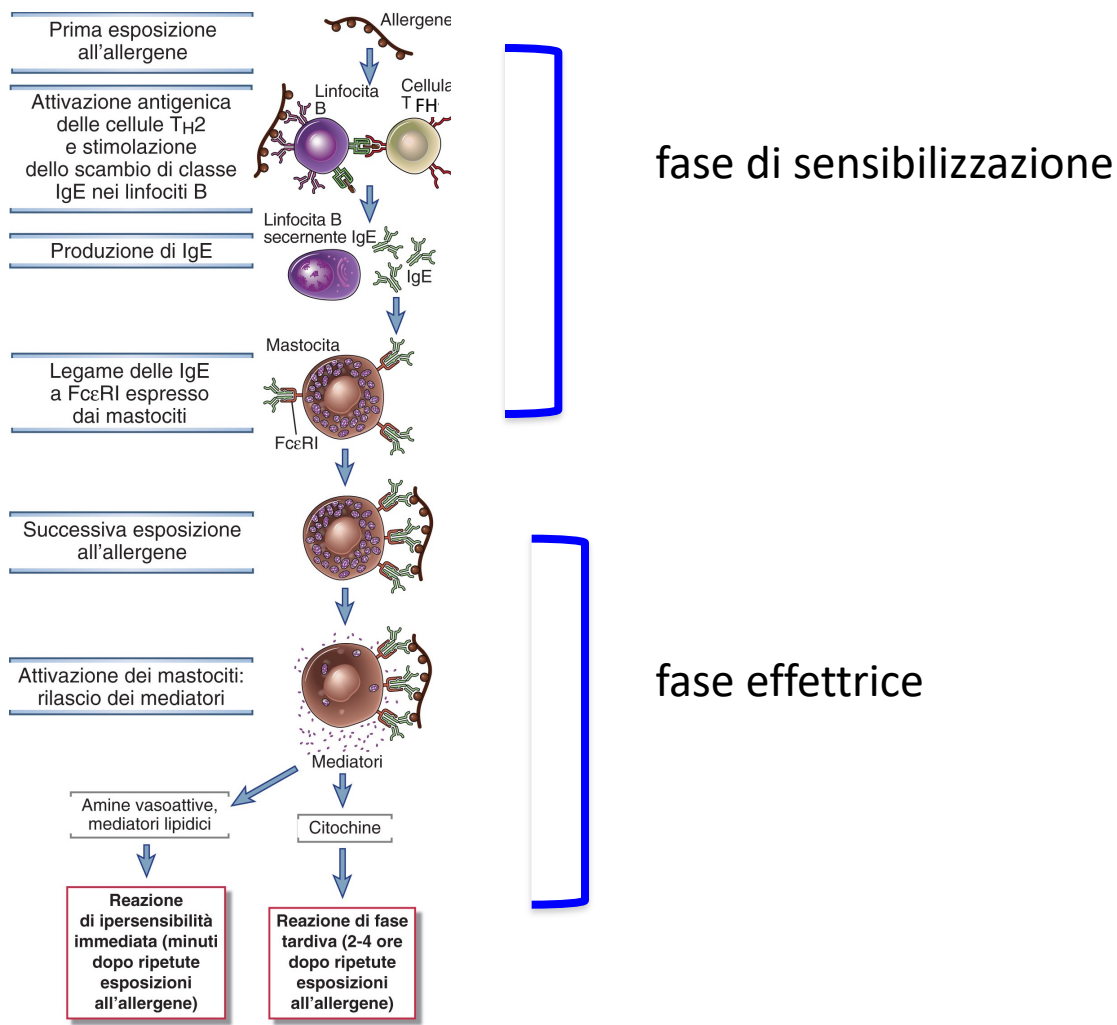 Prima esposizione
all'allergene
Allergene
Attivazione antigenica
delle cellule TH2
e stimolazione
dello scambio di classe
IgE nei linfociti B
Linfocita
B
Cellula
T FH
fase di sensibilizzazione
Produzione di IgE
Linfocita B
secernente IgE
IgE
Legame delle IgE
a FcεRI espresso
dai mastociti
Mastocita
FcεRI
Successiva esposizione
all'allergene
Attivazione dei mastociti:
rilascio dei mediatori
fase effettrice
Mediatori
Amine vasoattive,
mediatori lipidici
Citochine
Reazione
di ipersensibilità
immediata (minuti
dopo ripetute
esposizioni
all'allergene)
Reazione di fase
tardiva (2-4 ore
dopo ripetute
esposizioni
all'allergene)